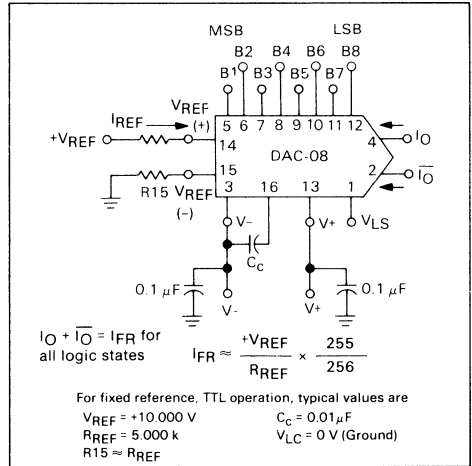 MSB LSB
B2 B4 B6 B8
B1 B3 B5 B7
IREF VREF (+)
5 6 7 8 9 10 11 12
+VREF 14 4 IO
DAC-08
15 2 IO
R15 VREF (-)
3 16 13 1
V- V+ VLS
CC
0.1 μF 0.1 μF
V- V+
IO + IO = IFR for
all logic states
IFR ≈ +VREF / RREF × 255 / 256
For fixed reference, TTL operation, typical values are
VREF = +10.000 V CC = 0.01μF
RREF = 5.000 k VLC = 0 V (Ground)
R15 ≈ RREF